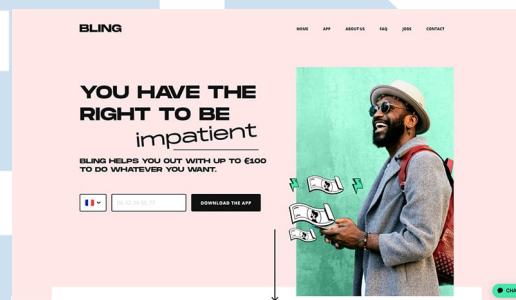 BLING
HOME APP ABOUT US FAQ JOBS CONTACT
YOU HAVE THE
RIGHT TO BE
impatient
BLING HELPS YOU OUT WITH UP TO €100
TO DO WHATEVER YOU WANT.
DOWNLOAD THE APP